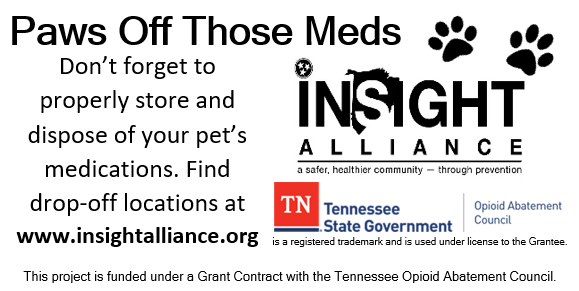 Paws Off Those Meds
Don't forget to
properly store and
dispose of your pet's
medications. Find
drop-off locations at
www.insightalliance.org
INSIGHT
ALLIANCE
a safer, healthier community — through prevention
TN
Tennessee
State Government
Opioid Abatement
Council
is a registered trademark and is used under license to the Grantee.
This project is funded under a Grant Contract with the Tennessee Opioid Abatement Council.